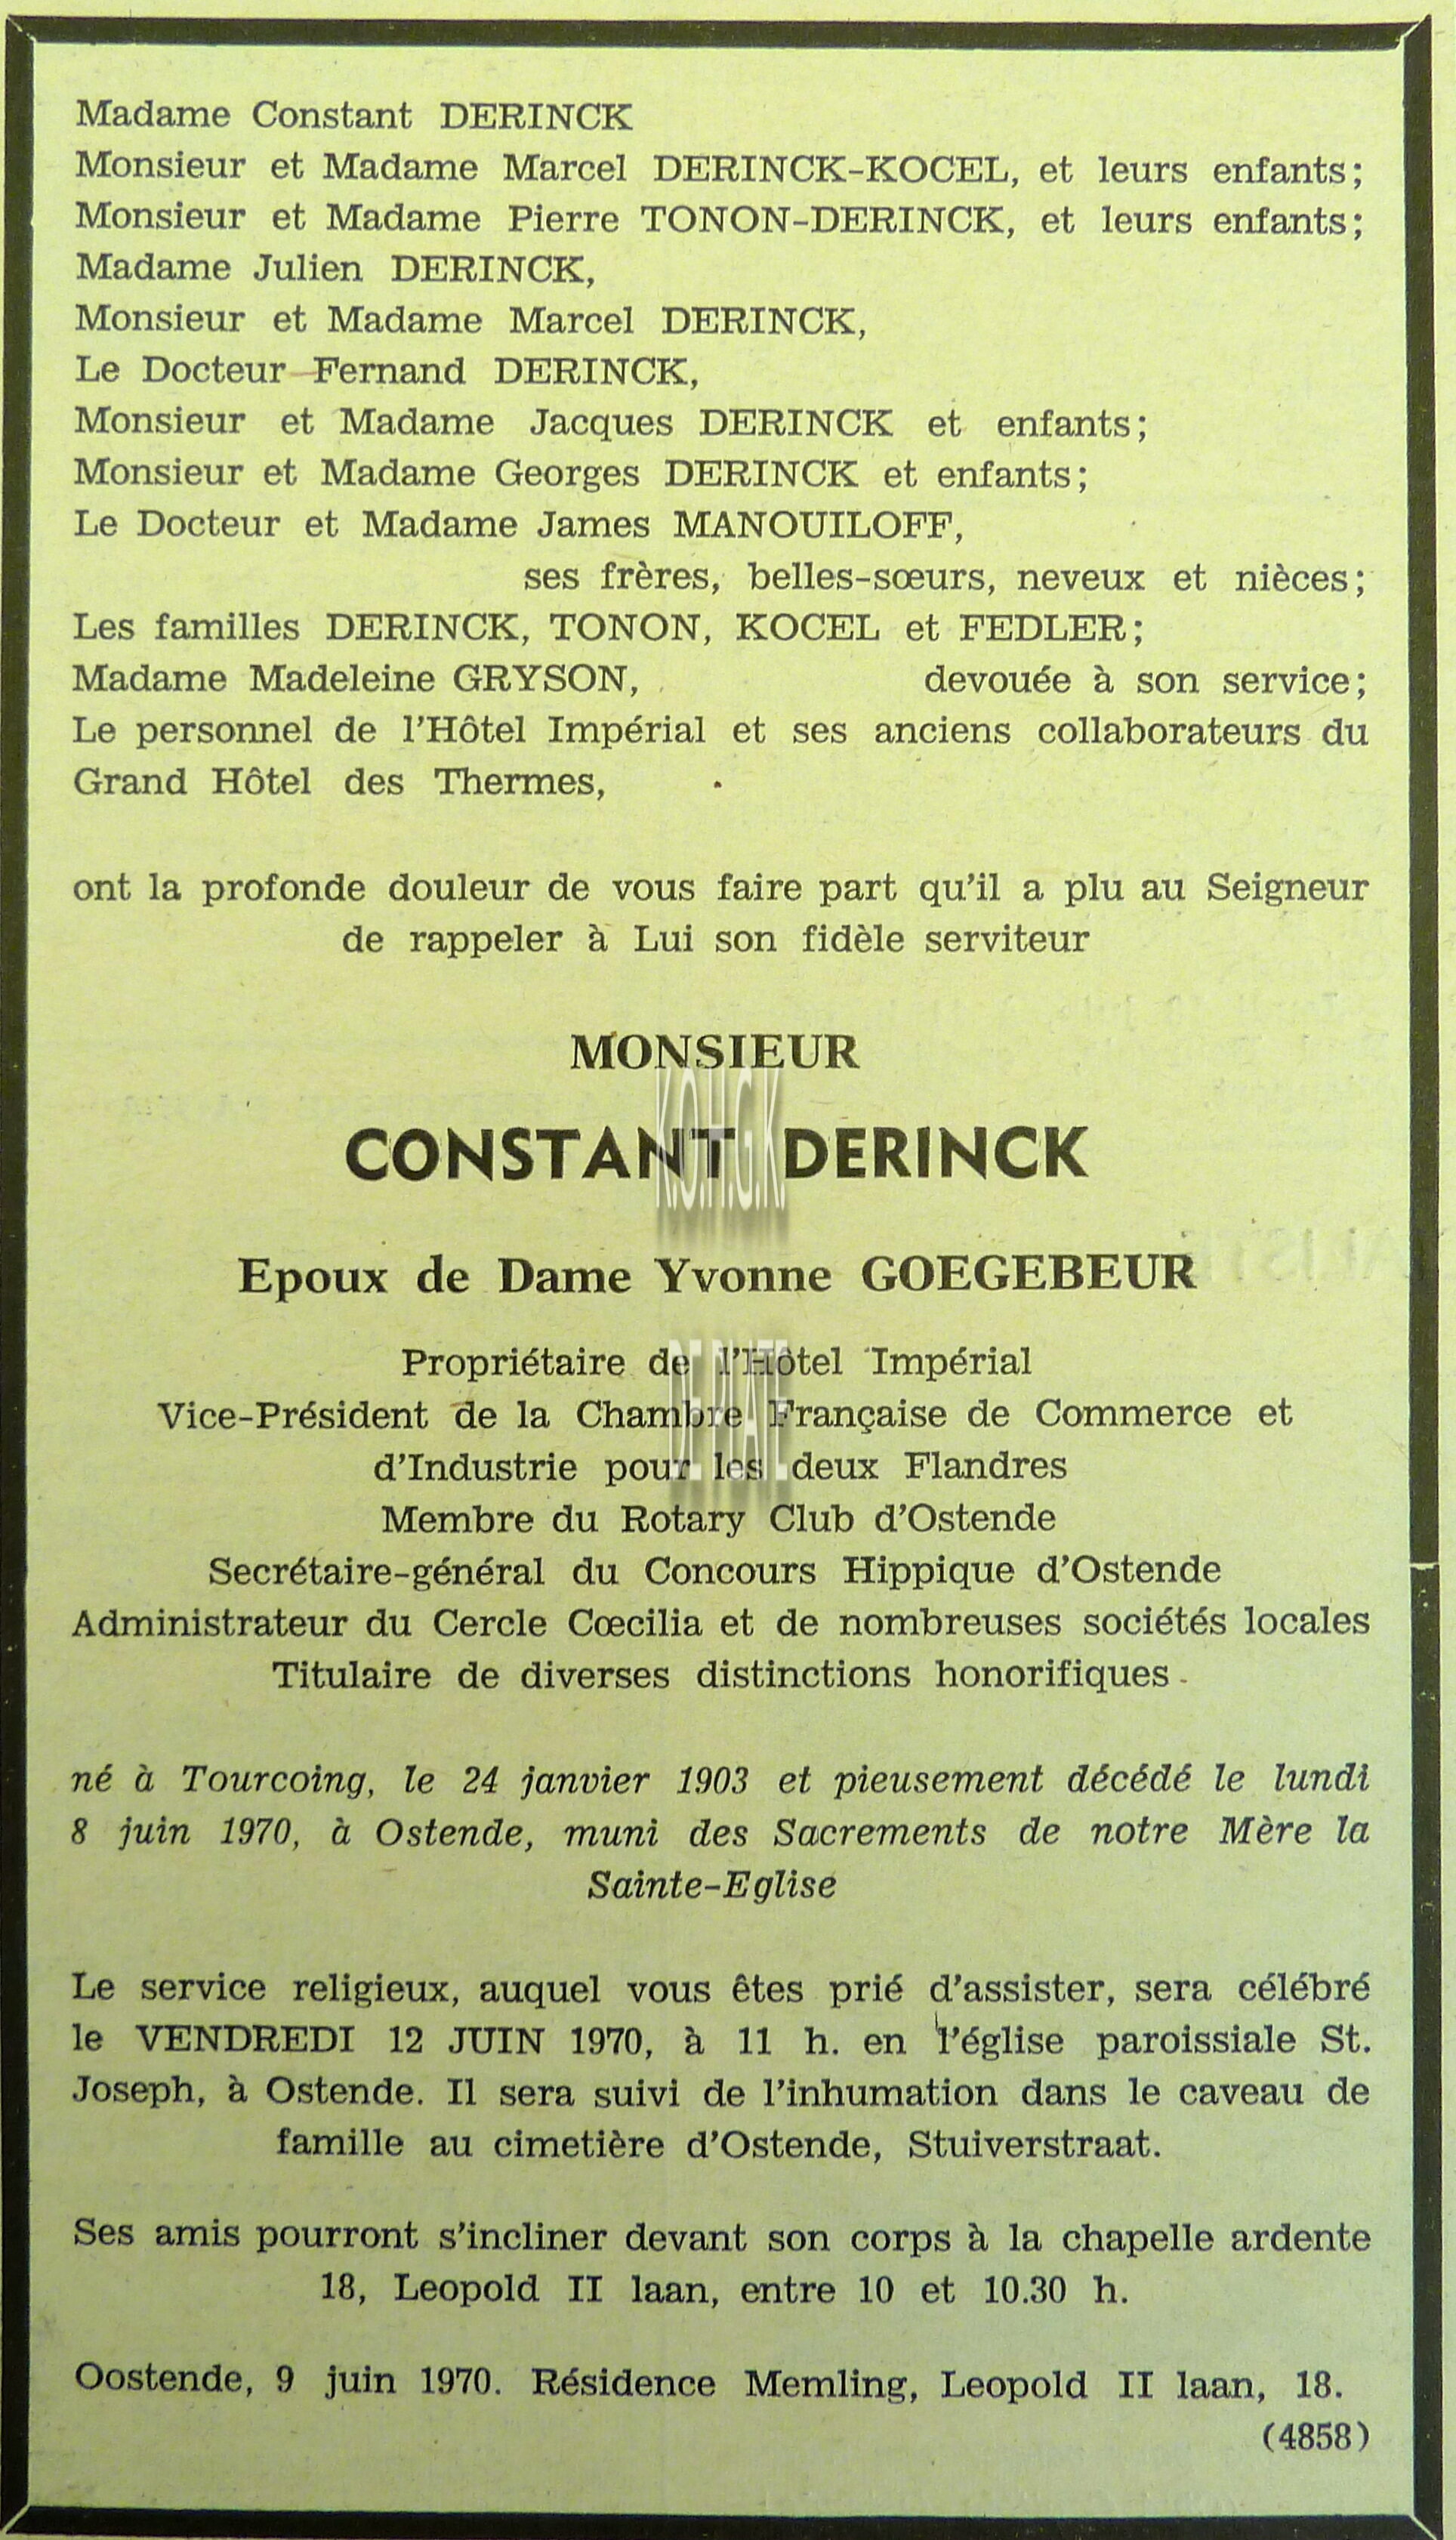 Madame Constant DERINCK
Monsieur et Madame Marcel DERINCK-KOCEL, et leurs enfants;
Monsieur et Madame Pierre TONON-DERINCK, et leurs enfants;
Madame Julien DERINCK,
Monsieur et Madame Marcel DERINCK,
Le Docteur Fernand DERINCK,
Monsieur et Madame Jacques DERINCK et enfants;
Monsieur et Madame Georges DERINCK et enfants;
Le Docteur et Madame James MANOUILOFF,
ses frères, belles-sœurs, neveux et nièces;
Les familles DERINCK, TONON, KOCEL et FEDLER;
Madame Madeleine GRYSON, devouée à son service;
Le personnel de l'Hôtel Impérial et ses anciens collaborateurs du
Grand Hôtel des Thermes,
ont la profonde douleur de vous faire part qu'il a plu au Seigneur
de rappeler à Lui son fidèle serviteur
MONSIEUR
CONSTANT DERINCK
K.O.H.G.K.
Epoux de Dame Yvonne GOEGEBEUR
Propriétaire de l'Hôtel Impérial
Vice-Président de la Chambre Française de Commerce et
DE PLATE
d'Industrie pour les deux Flandres
Membre du Rotary Club d'Ostende
Secrétaire-général du Concours Hippique d'Ostende
Administrateur du Cercle Cœcilia et de nombreuses sociétés locales
Titulaire de diverses distinctions honorifiques
né à Tourcoing, le 24 janvier 1903 et pieusement décédé le lundi
8 juin 1970, à Ostende, muni des Sacrements de notre Mère la
Sainte-Eglise
Le service religieux, auquel vous êtes prié d'assister, sera célébré
le VENDREDI 12 JUIN 1970, à 11 h. en l'église paroissiale St.
Joseph, à Ostende. Il sera suivi de l'inhumation dans le caveau de
famille au cimetière d'Ostende, Stuiverstraat.
Ses amis pourront s'incliner devant son corps à la chapelle ardente
18, Leopold II laan, entre 10 et 10.30 h.
Oostende, 9 juin 1970. Résidence Memling, Leopold II laan, 18.
(4858)